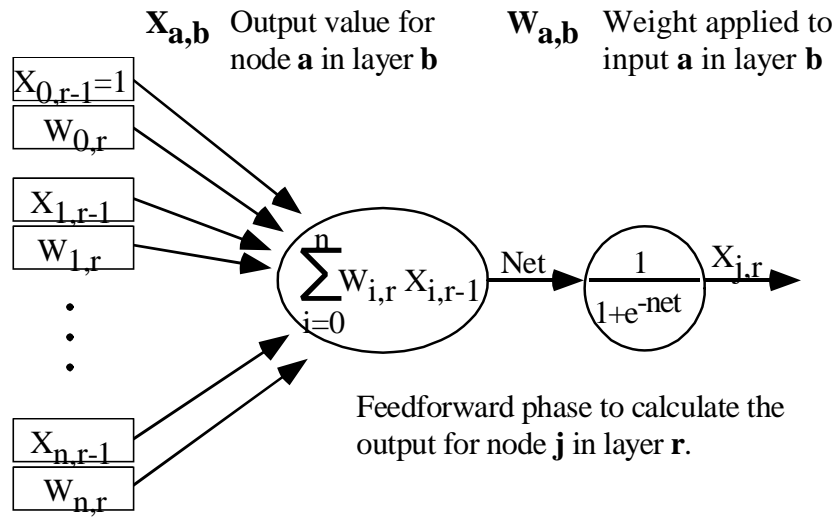 X_a,b Output value for
node a in layer b
W_a,b Weight applied to
input a in layer b
X_0,r-1=1
W_0,r
X_1,r-1
W_1,r
X_n,r-1
W_n,r
n
∑ W_i,r X_i,r-1
i=0
Net
1
1+e^-net
X_j,r
Feedforward phase to calculate the
output for node j in layer r.